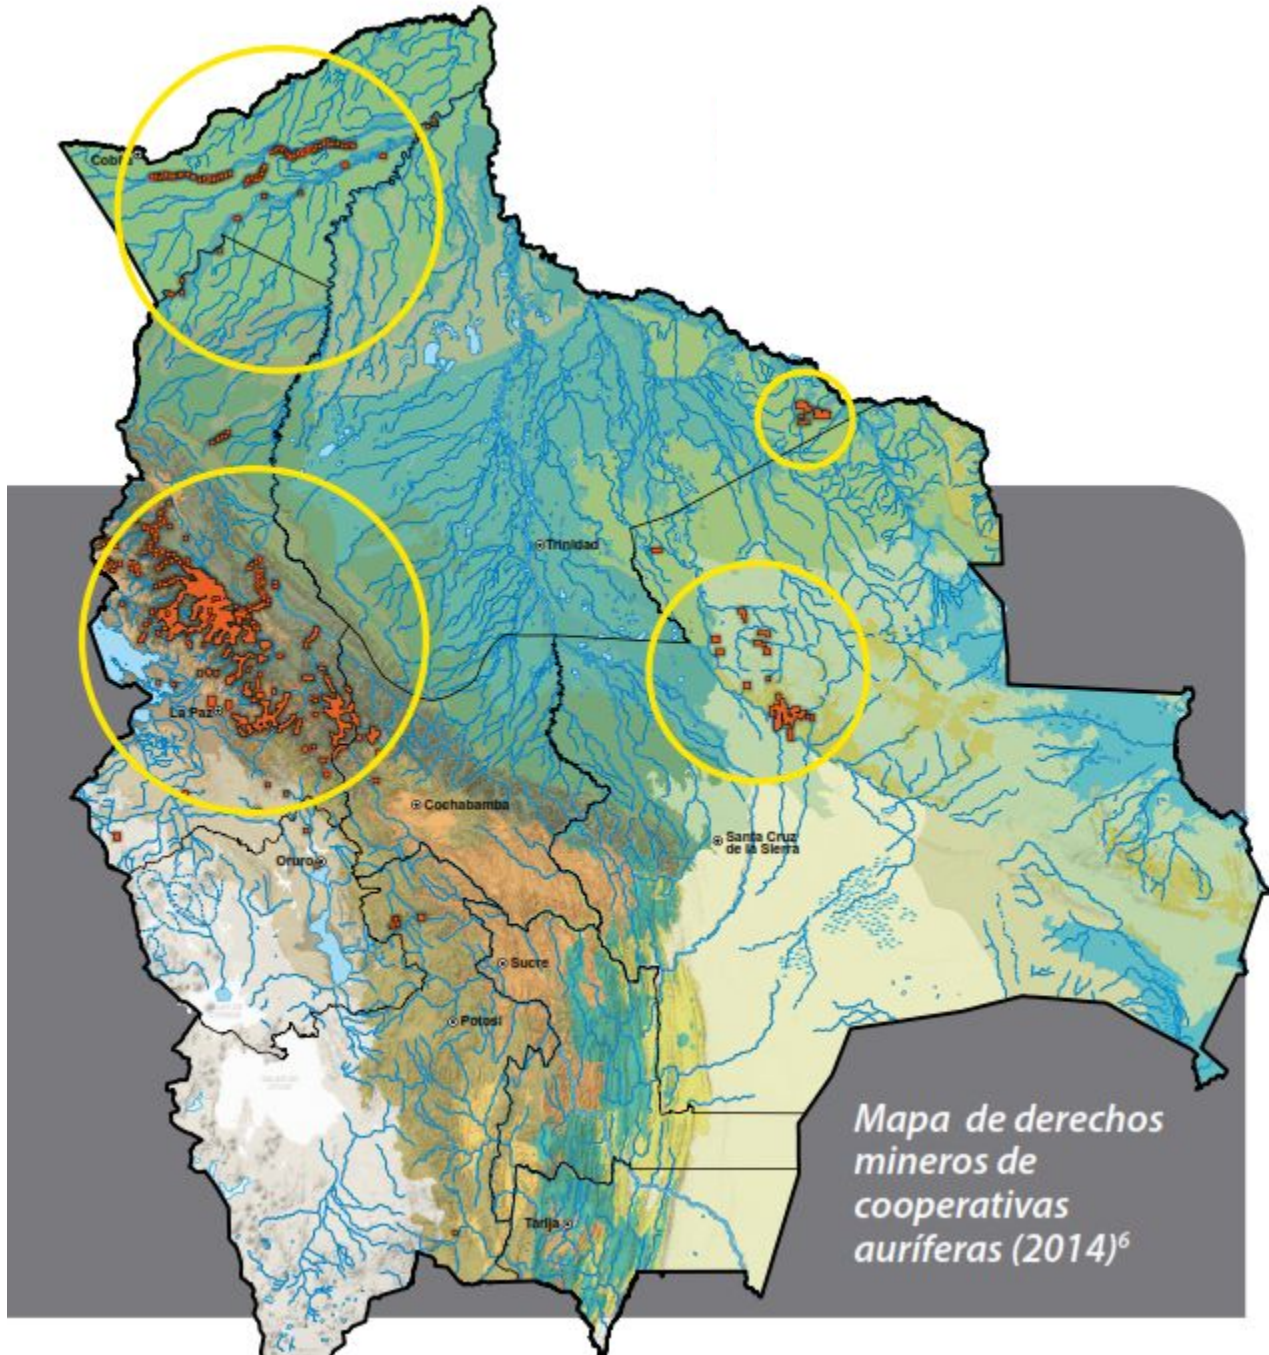 Cobija
Trinidad
La Paz
Cochabamba
Santa Cruz
de la Sierra
Oruro
Sucre
Potosí
Tarija
Mapa de derechos
mineros de
cooperativas
auríferas (2014)⁶